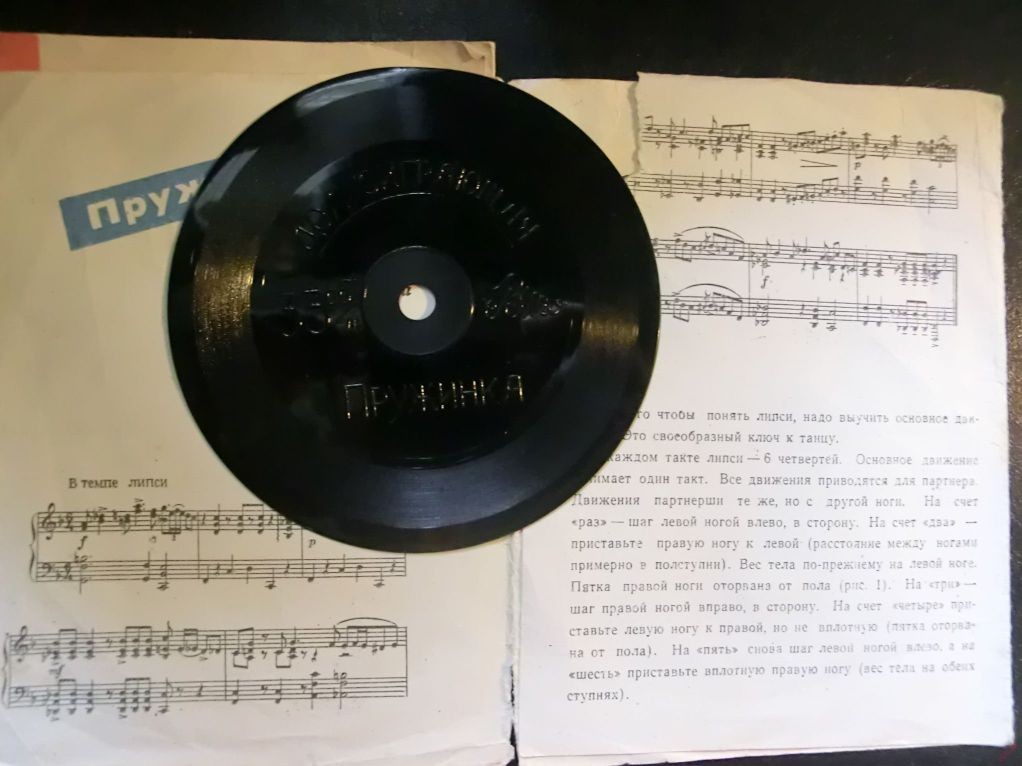 Пруж
ДОЛГОИГРАЮЩАЯ
33
ПРУЖИНКА
В темпе липси
то чтобы понять липси, надо выучить основное дви-
Это своеобразный ключ к танцу.
каждом такте липси — 6 четвертей. Основное движение
нимает один такт. Все движения приводятся для партнера.
Движения партнерши те же, но с другой ноги. На счет
«раз» — шаг левой ногой влево, в сторону. На счет «два» —
приставьте правую ногу к левой (расстояние между ногами
примерно в полступни). Вес тела по-прежнему на левой ноге.
Пятка правой ноги оторвана от пола (рис. 1). На «три» —
шаг правой ногой вправо, в сторону. На счет «четыре» при-
ставьте левую ногу к правой, но не вплотную (пятка оторва-
на от пола). На «пять» снова шаг левой ногой влево, а на
«шесть» приставьте вплотную правую ногу (вес тела на обеих
ступнях).